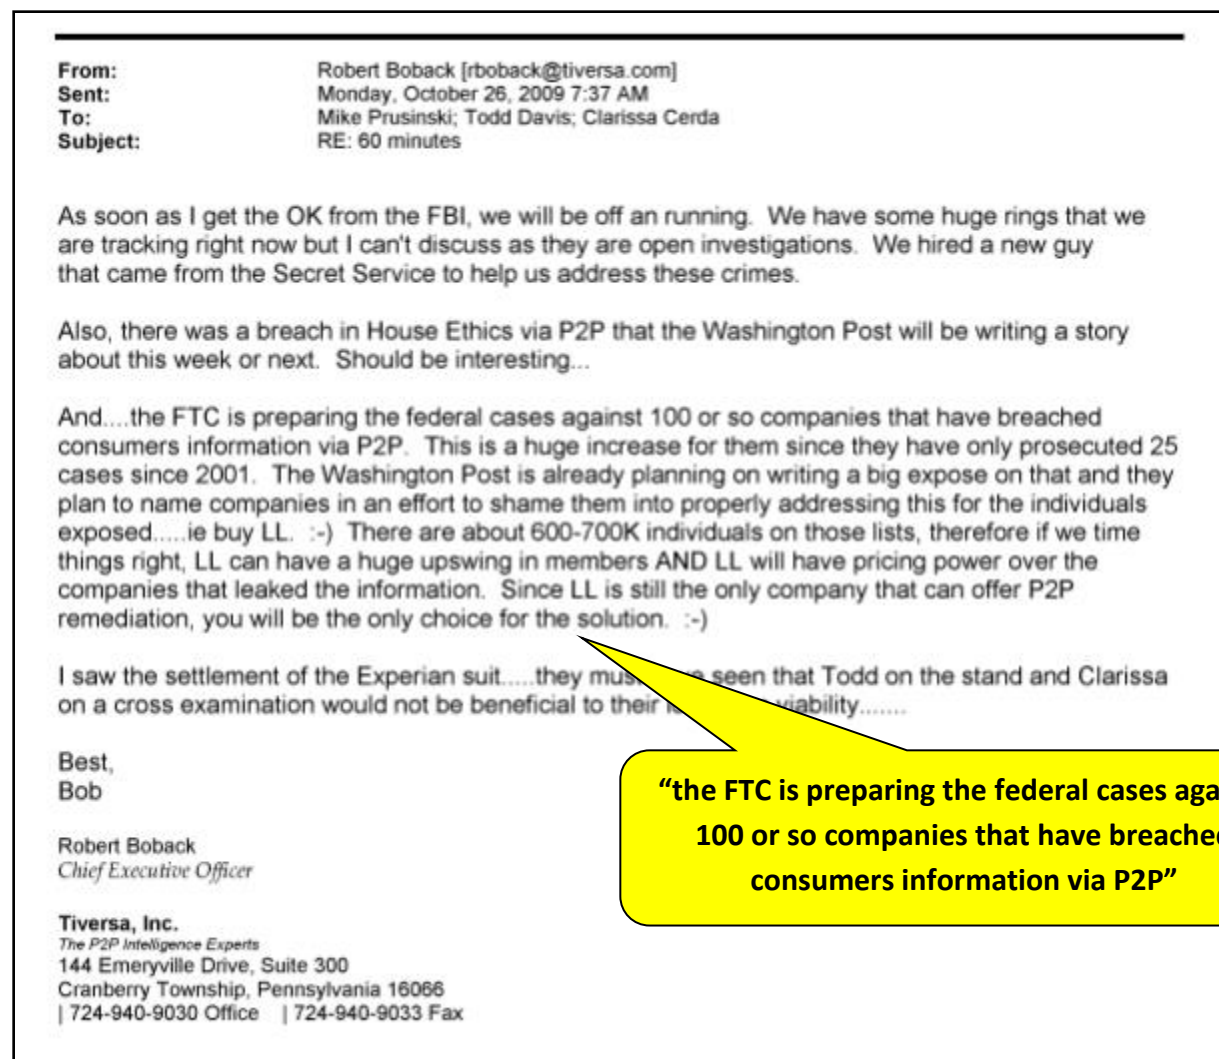 From: Robert Boback [rboback@tiversa.com]
Sent: Monday, October 26, 2009 7:37 AM
To: Mike Prusinski; Todd Davis; Clarissa Cerda
Subject: RE: 60 minutes
As soon as I get the OK from the FBI, we will be off an running. We have some huge rings that we
are tracking right now but I can't discuss as they are open investigations. We hired a new guy
that came from the Secret Service to help us address these crimes.
Also, there was a breach in House Ethics via P2P that the Washington Post will be writing a story
about this week or next. Should be interesting...
And....the FTC is preparing the federal cases against 100 or so companies that have breached
consumers information via P2P. This is a huge increase for them since they have only prosecuted 25
cases since 2001. The Washington Post is already planning on writing a big expose on that and they
plan to name companies in an effort to shame them into properly addressing this for the individuals
exposed.....ie buy LL. :-) There are about 600-700K individuals on those lists, therefore if we time
things right, LL can have a huge upswing in members AND LL will have pricing power over the
companies that leaked the information. Since LL is still the only company that can offer P2P
remediation, you will be the only choice for the solution. :-)
I saw the settlement of the Experian suit.....they must seen that Todd on the stand and Clarissa
on a cross examination would not be beneficial to their viability.......
Best,
Bob
Robert Boback
Chief Executive Officer
Tiversa, Inc.
The P2P Intelligence Experts
144 Emeryville Drive, Suite 300
Cranberry Township, Pennsylvania 16066
| 724-940-9030 Office | 724-940-9033 Fax
“the FTC is preparing the federal cases aga
100 or so companies that have breached
consumers information via P2P”